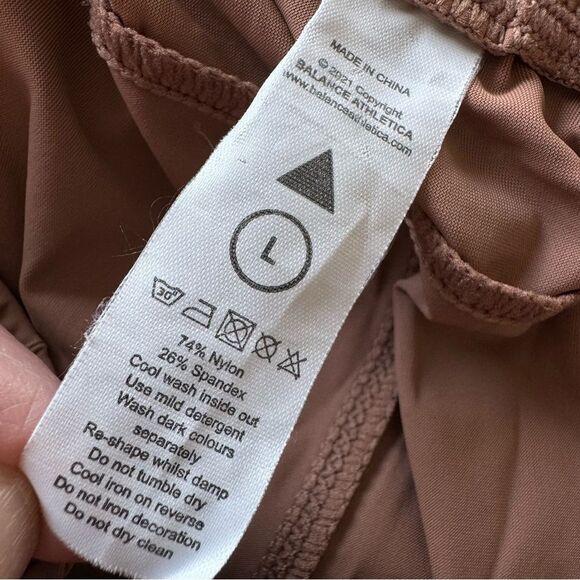 MADE IN CHINA
© 2021 Copyright
BALANCE ATHLETICA
www.balanceathletica.com
L
30°
74% Nylon
26% Spandex
Cool wash inside out
Use mild detergent
Wash dark colours
separately
Re-shape whilst damp
Do not tumble dry
Cool iron on reverse
Do not iron decoration
Do not dry clean